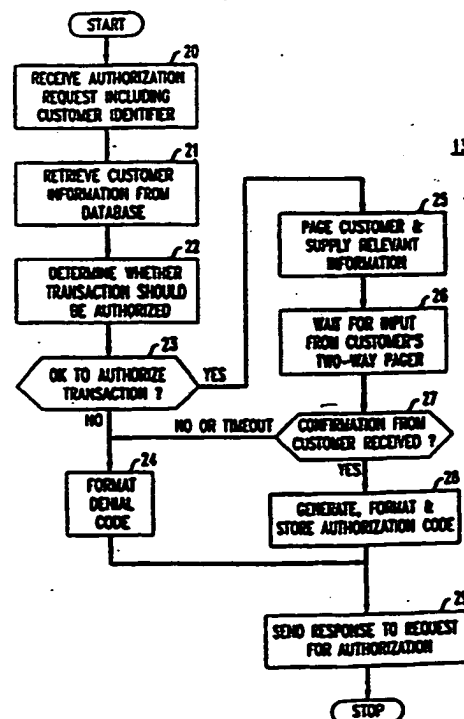 START
20
RECEIVE AUTHORIZATION
REQUEST INCLUDING
CUSTOMER IDENTIFIER
21
RETRIEVE CUSTOMER
INFORMATION FROM
DATABASE
22
DETERMINE WHETHER
TRANSACTION SHOULD
BE AUTHORIZED
23
OK TO AUTHORIZE
TRANSACTION ?
YES
NO
24
FORMAT
DENIAL
CODE
13
25
PAGE CUSTOMER &
SUPPLY RELEVANT
INFORMATION
26
WAIT FOR INPUT
FROM CUSTOMER'S
TWO-WAY PAGER
27
CONFIRMATION FROM
CUSTOMER RECEIVED ?
NO OR TIMEOUT
YES
28
GENERATE, FORMAT &
STORE AUTHORIZATION CODE
29
SEND RESPONSE TO REQUEST
FOR AUTHORIZATION
STOP